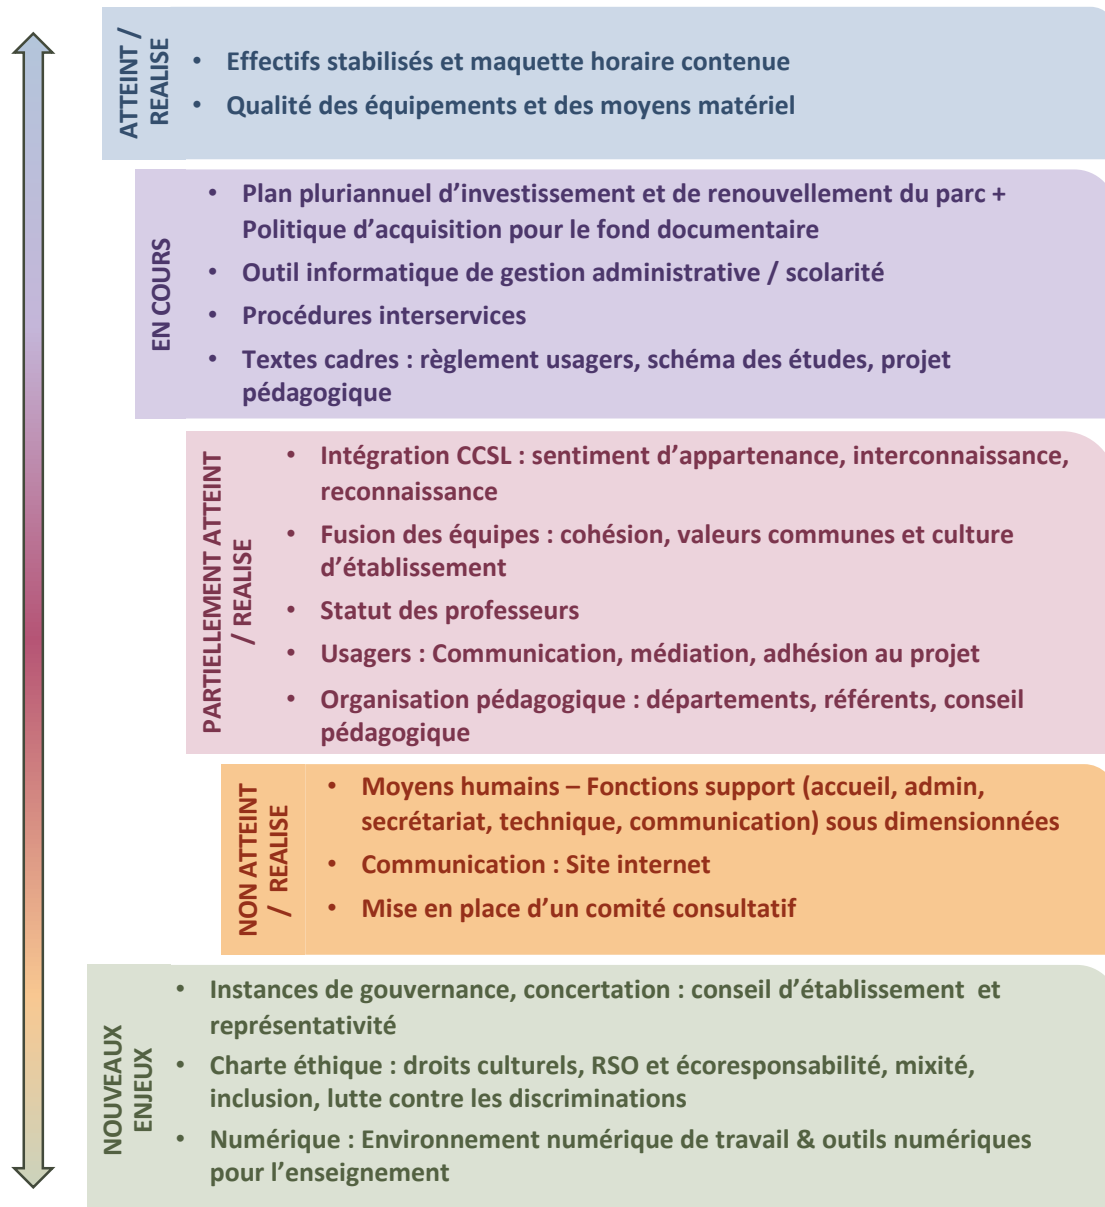 ATTEINT /
REALISE
• Effectifs stabilisés et maquette horaire contenue
• Qualité des équipements et des moyens matériel
EN COURS
• Plan pluriannuel d’investissement et de renouvellement du parc +
Politique d’acquisition pour le fond documentaire
• Outil informatique de gestion administrative / scolarité
• Procédures interservices
• Textes cadres : règlement usagers, schéma des études, projet
pédagogique
PARTIELLEMENT ATTEINT
/ REALISE
• Intégration CCSL : sentiment d’appartenance, interconnaissance,
reconnaissance
• Fusion des équipes : cohésion, valeurs communes et culture
d’établissement
• Statut des professeurs
• Usagers : Communication, médiation, adhésion au projet
• Organisation pédagogique : départements, référents, conseil
pédagogique
NON ATTEINT
/ REALISE
• Moyens humains – Fonctions support (accueil, admin,
secrétariat, technique, communication) sous dimensionnées
• Communication : Site internet
• Mise en place d’un comité consultatif
NOUVEAUX
ENJEUX
• Instances de gouvernance, concertation : conseil d’établissement et
représentativité
• Charte éthique : droits culturels, RSO et écoresponsabilité, mixité,
inclusion, lutte contre les discriminations
• Numérique : Environnement numérique de travail & outils numériques
pour l’enseignement